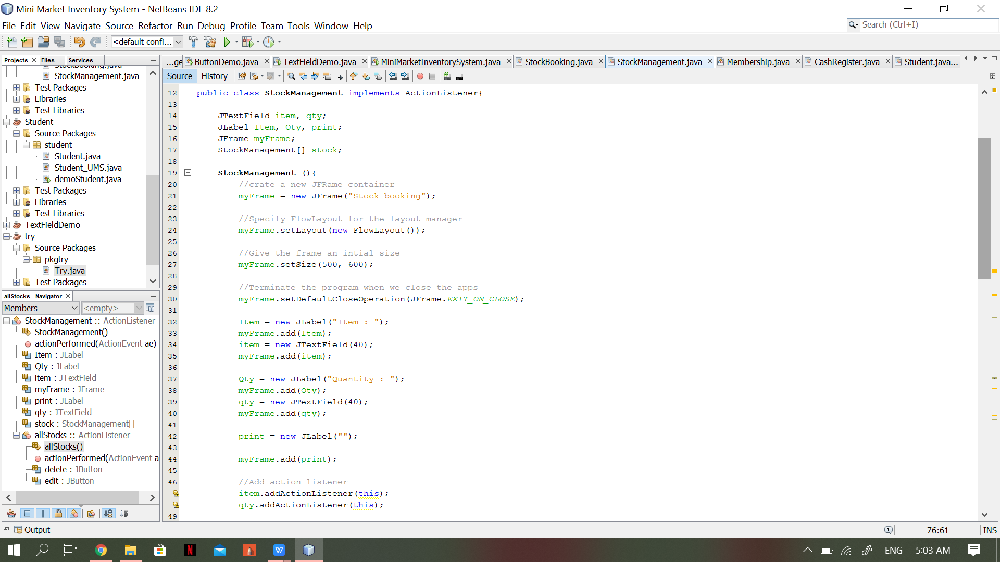 Mini Market Inventory System - NetBeans IDE 8.2
File Edit View Navigate Source Refactor Run Debug Profile Team Tools Window Help
Search (Ctrl+I)
<default confi...
Projects
Files
Services
StockBooking.java
StockManagement.java
Test Packages
Libraries
Test Libraries
Student
Source Packages
student
Student.java
Student_UMS.java
demoStudent.java
Test Packages
Libraries
Test Libraries
TextFieldDemo
try
Source Packages
pkgtry
Try.java
Test Packages
allStocks - Navigator
Members
<empty>
StockManagement :: ActionListener
StockManagement()
actionPerformed(ActionEvent ae)
Item : JLabel
Qty : JLabel
item : JTextField
myFrame : JFrame
print : JLabel
qty : JTextField
stock : StockManagement[]
allStocks :: ActionListener
allStocks()
actionPerformed(ActionEvent a
delete : JButton
edit : JButton
...ge
ButtonDemo.java
TextFieldDemo.java
MiniMarketInventorySystem.java
StockBooking.java
StockManagement.java
Membership.java
CashRegister.java
Student.java...
Source
History
12 public class StockManagement implements ActionListener{
13
14 JTextField item, qty;
15 JLabel Item, Qty, print;
16 JFrame myFrame;
17 StockManagement[] stock;
18
19 StockManagement (){
20 //crate a new JFRame container
21 myFrame = new JFrame("Stock booking");
22
23 //Specify FlowLayout for the layout manager
24 myFrame.setLayout(new FlowLayout());
25
26 //Give the frame an intial size
27 myFrame.setSize(500, 600);
28
29 //Terminate the program when we close the apps
30 myFrame.setDefaultCloseOperation(JFrame.EXIT_ON_CLOSE);
31
32 Item = new JLabel("Item : ");
33 myFrame.add(Item);
34 item = new JTextField(40);
35 myFrame.add(item);
36
37 Qty = new JLabel("Quantity : ");
38 myFrame.add(Qty);
39 qty = new JTextField(40);
40 myFrame.add(qty);
41
42 print = new JLabel("");
43
44 myFrame.add(print);
45
46 //Add action listener
item.addActionListener(this);
qty.addActionListener(this);
49
Output
76:61
INS
ENG
5:03 AM